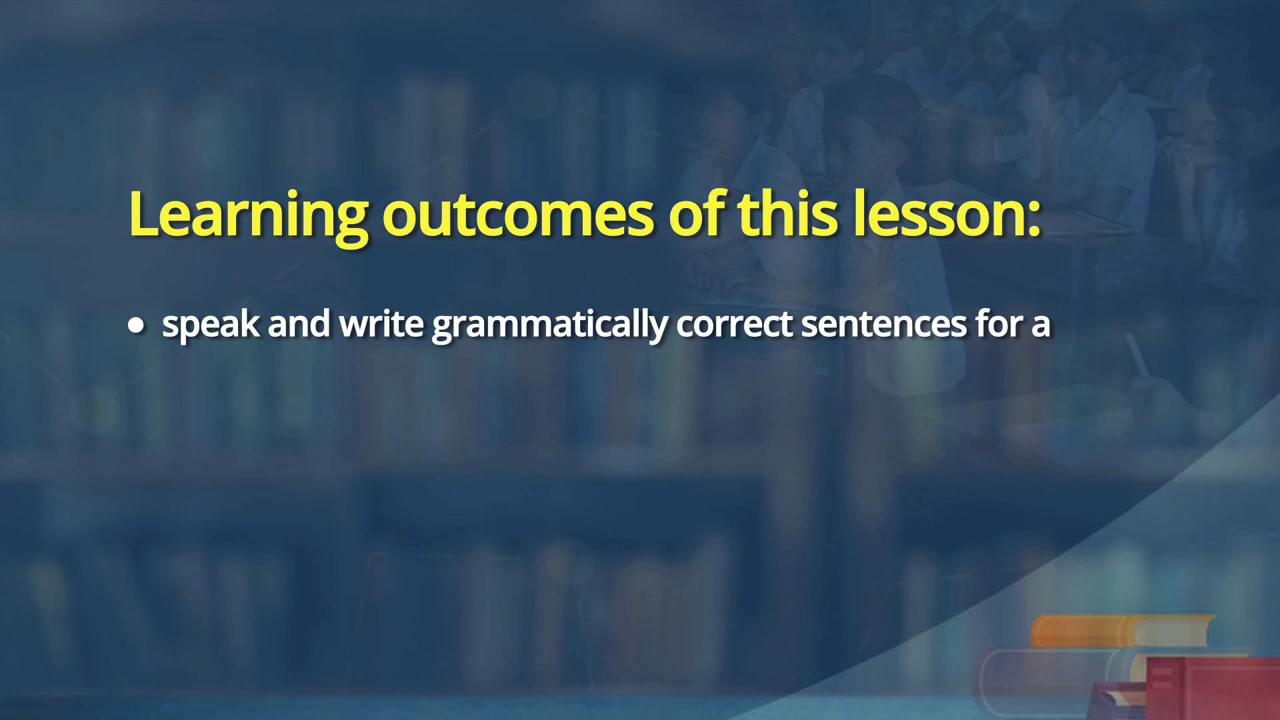 Learning outcomes of this lesson:
• speak and write grammatically correct sentences for a